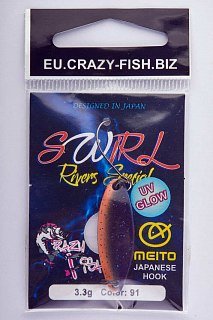 EU.CRAZY-FISH.BIZ
DESIGNED IN JAPAN
SWIRL
Rivers Special
UV
GLOW
MEITO
JAPANESE
HOOK
3.3g Color: 91